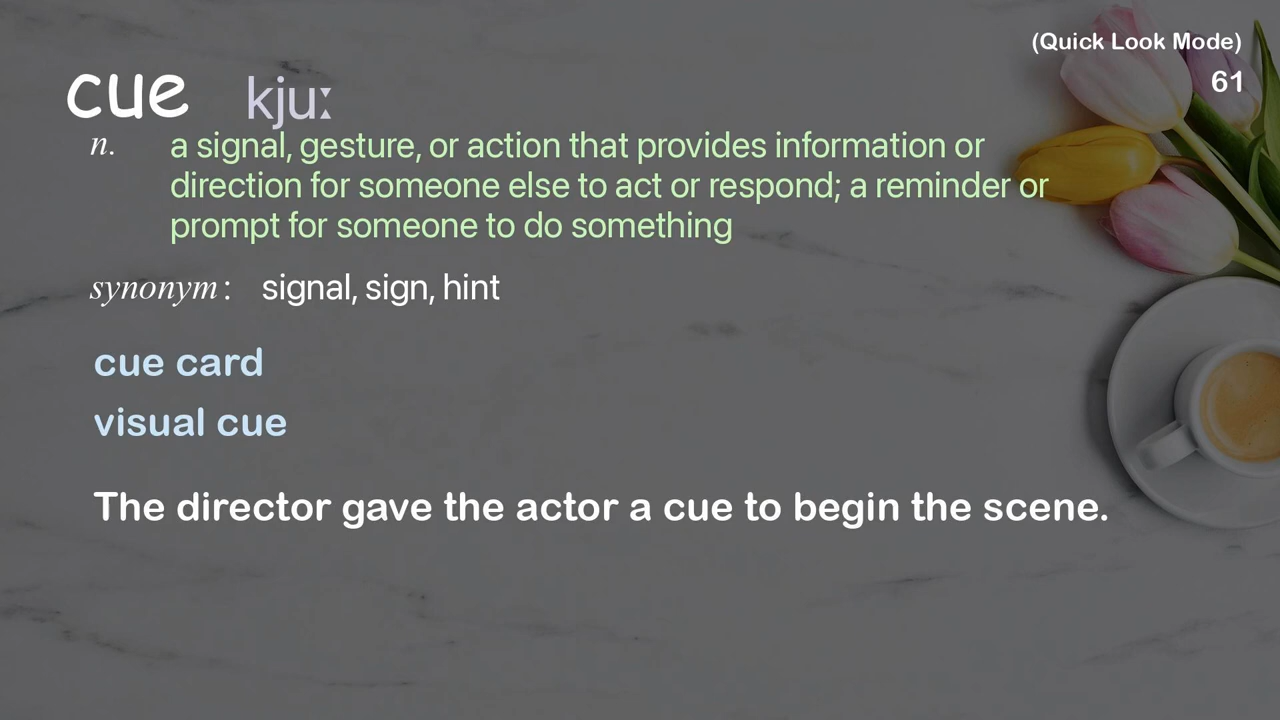 (Quick Look Mode)
61
cue kjuː
n. a signal, gesture, or action that provides information or
direction for someone else to act or respond; a reminder or
prompt for someone to do something
synonym : signal, sign, hint
cue card
visual cue
The director gave the actor a cue to begin the scene.